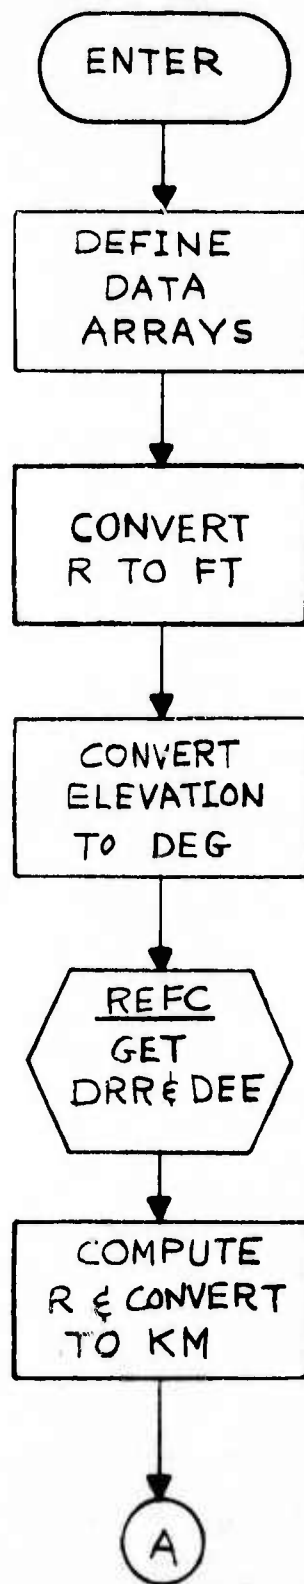 ENTER
DEFINE
DATA
ARRAYS
CONVERT
R TO FT
CONVERT
ELEVATION
TO DEG
REFC
GET
DRR & DEE
COMPUTE
R & CONVERT
TO KM
A